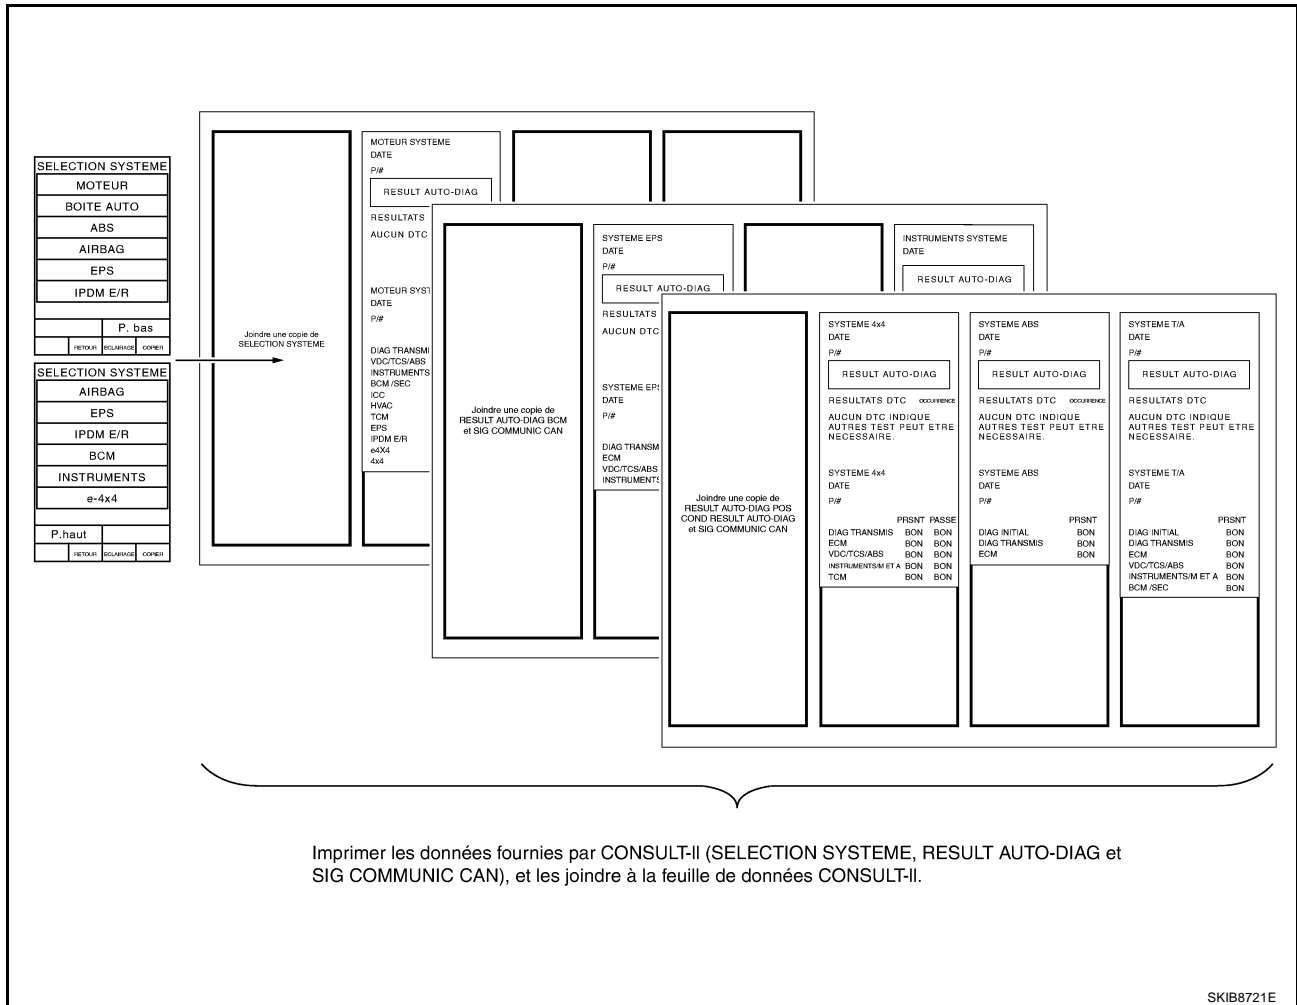 SELECTION SYSTEME
MOTEUR
BOITE AUTO
ABS
AIRBAG
EPS
IPDM E/R
P. bas
RETOUR ECLAIRAGE COPIER
SELECTION SYSTEME
AIRBAG
EPS
IPDM E/R
BCM
INSTRUMENTS
e-4x4
P.haut
RETOUR ECLAIRAGE COPIER
Joindre une copie de
SELECTION SYSTEME
MOTEUR SYSTEME
DATE
P/#
RESULT AUTO-DIAG
RESULTATS
AUCUN DTC
MOTEUR SYST
DATE
P/#
DIAG TRANSMI
VDC/TCS/ABS
INSTRUMENTS
BCM /SEC
ICC
HVAC
TCM
EPS
IPDM E/R
e4X4
4x4
Joindre une copie de
RESULT AUTO-DIAG BCM
et SIG COMMUNIC CAN
SYSTEME EPS
DATE
P/#
RESULT AUTO-DIAG
RESULTATS
AUCUN DTC
SYSTEME EPS
DATE
P/#
DIAG TRANSM
ECM
VDC/TCS/ABS
INSTRUMENTS
INSTRUMENTS SYSTEME
DATE
RESULT AUTO-DIAG
Joindre une copie de
RESULT AUTO-DIAG POS
COND RESULT AUTO-DIAG
et SIG COMMUNIC CAN
SYSTEME 4x4
DATE
P/#
RESULT AUTO-DIAG
RESULTATS DTC OCCURRENCE
AUCUN DTC INDIQUE
AUTRES TEST PEUT ETRE
NECESSAIRE.
SYSTEME 4x4
DATE
P/#
PRSNT PASSE
DIAG TRANSMIS BON BON
ECM BON BON
VDC/TCS/ABS BON BON
INSTRUMENTS/M ET A BON BON
TCM BON BON
SYSTEME ABS
DATE
P/#
RESULT AUTO-DIAG
RESULTATS DTC OCCURRENCE
AUCUN DTC INDIQUE
AUTRES TEST PEUT ETRE
NECESSAIRE.
SYSTEME ABS
DATE
P/#
PRSNT
DIAG INITIAL BON
DIAG TRANSMIS BON
ECM BON
SYSTEME T/A
DATE
P/#
RESULT AUTO-DIAG
RESULTATS DTC
AUCUN DTC INDIQUE
AUTRES TEST PEUT ETRE
NECESSAIRE.
SYSTEME T/A
DATE
P/#
PRSNT
DIAG INITIAL BON
DIAG TRANSMIS BON
ECM BON
VDC/TCS/ABS BON
INSTRUMENTS/M ET A BON
BCM /SEC BON
Imprimer les données fournies par CONSULT-II (SELECTION SYSTEME, RESULT AUTO-DIAG et
SIG COMMUNIC CAN), et les joindre à la feuille de données CONSULT-II.
SKIB8721E